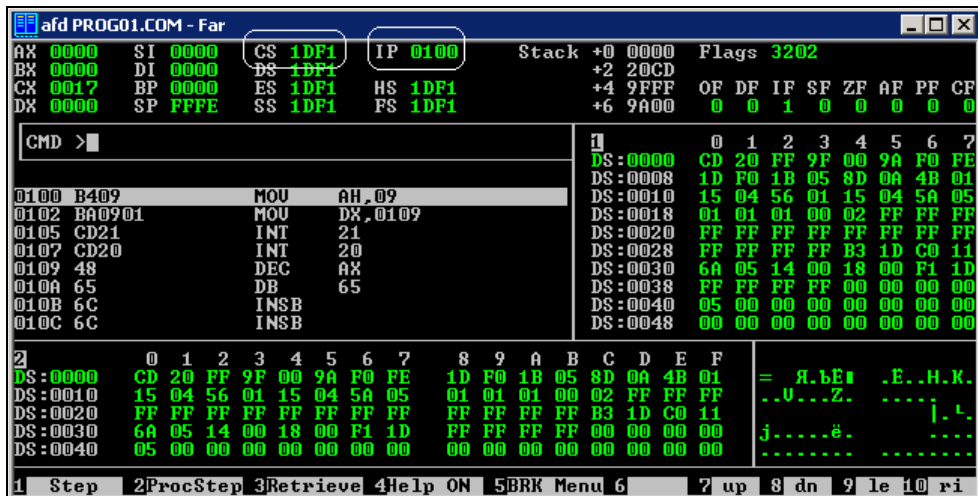 afd PROG01.COM - Far
AX 0000 SI 0000 CS 1DF1 IP 0100 Stack +0 0000 Flags 3202
BX 0000 DI 0000 DS 1DF1 +2 20CD
CX 0017 BP 0000 ES 1DF1 HS 1DF1 +4 9FFF OF DF IF SF ZF AF PF CF
DX 0000 SP FFFE SS 1DF1 FS 1DF1 +6 9A00 0 0 1 0 0 0 0 0
CMD >
1 0 1 2 3 4 5 6 7
DS:0000 CD 20 FF 9F 00 9A F0 FE
DS:0008 1D F0 1B 05 8D 0A 4B 01
DS:0010 15 04 56 01 15 04 5A 05
DS:0018 01 01 01 00 02 FF FF FF
DS:0020 FF FF FF FF FF FF FF FF
DS:0028 FF FF FF FF B3 1D C0 11
DS:0030 6A 05 14 00 18 00 F1 1D
DS:0038 FF FF FF FF 00 00 00 00
DS:0040 05 00 00 00 00 00 00 00
DS:0048 00 00 00 00 00 00 00 00
0100 B409 MOV AH,09
0102 BA0901 MOV DX,0109
0105 CD21 INT 21
0107 CD20 INT 20
0109 48 DEC AX
010A 65 DB 65
010B 6C INSB
010C 6C INSB
2 0 1 2 3 4 5 6 7 8 9 A B C D E F
DS:0000 CD 20 FF 9F 00 9A F0 FE 1D F0 1B 05 8D 0A 4B 01 = Я.ЬЁ■ .Ё..Н.К.
DS:0010 15 04 56 01 15 04 5A 05 01 01 01 00 02 FF FF FF ..V...Z. .....
DS:0020 FF FF FF FF FF FF FF FF FF FF FF FF B3 1D C0 11 |.└.
DS:0030 6A 05 14 00 18 00 F1 1D FF FF FF FF 00 00 00 00 j.....ё. ....
DS:0040 05 00 00 00 00 00 00 00 00 00 00 00 00 00 00 00 ........ ........
1 Step 2ProcStep 3Retrieve 4Help ON 5BRK Menu 6 7 up 8 dn 9 le 10 ri